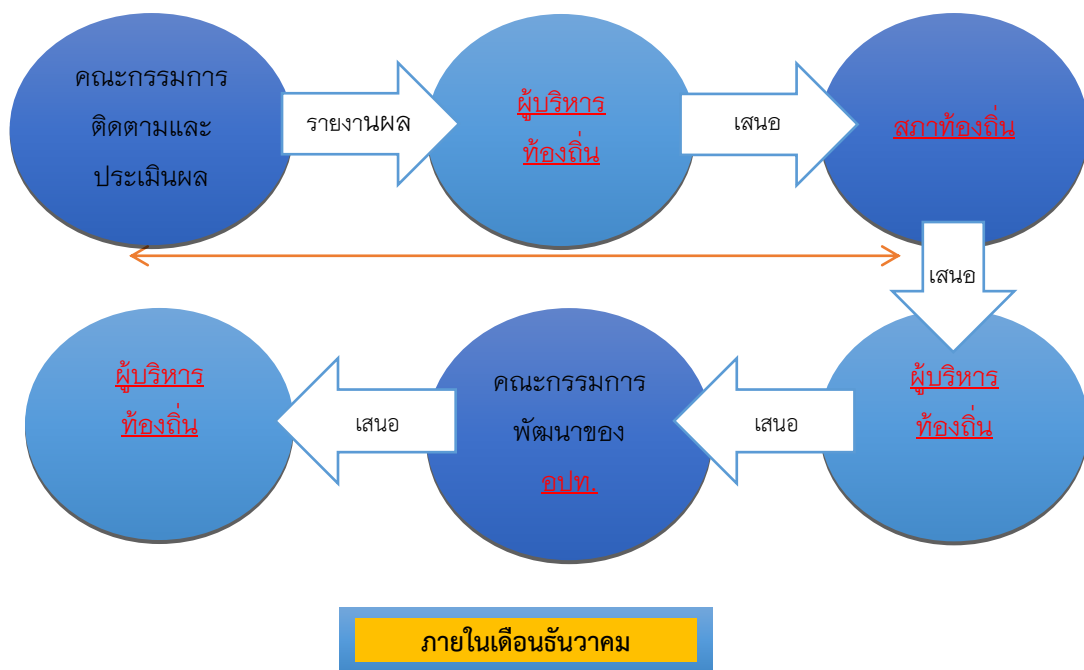 คณะกรรมการ
ติดตามและ
ประเมินผล
รายงานผล
ผู้บริหาร
ท้องถิ่น
เสนอ
สภาท้องถิ่น
เสนอ
ผู้บริหาร
ท้องถิ่น
เสนอ
คณะกรรมการ
พัฒนาของ
อปท.
เสนอ
ผู้บริหาร
ท้องถิ่น
ภายในเดือนธันวาคม